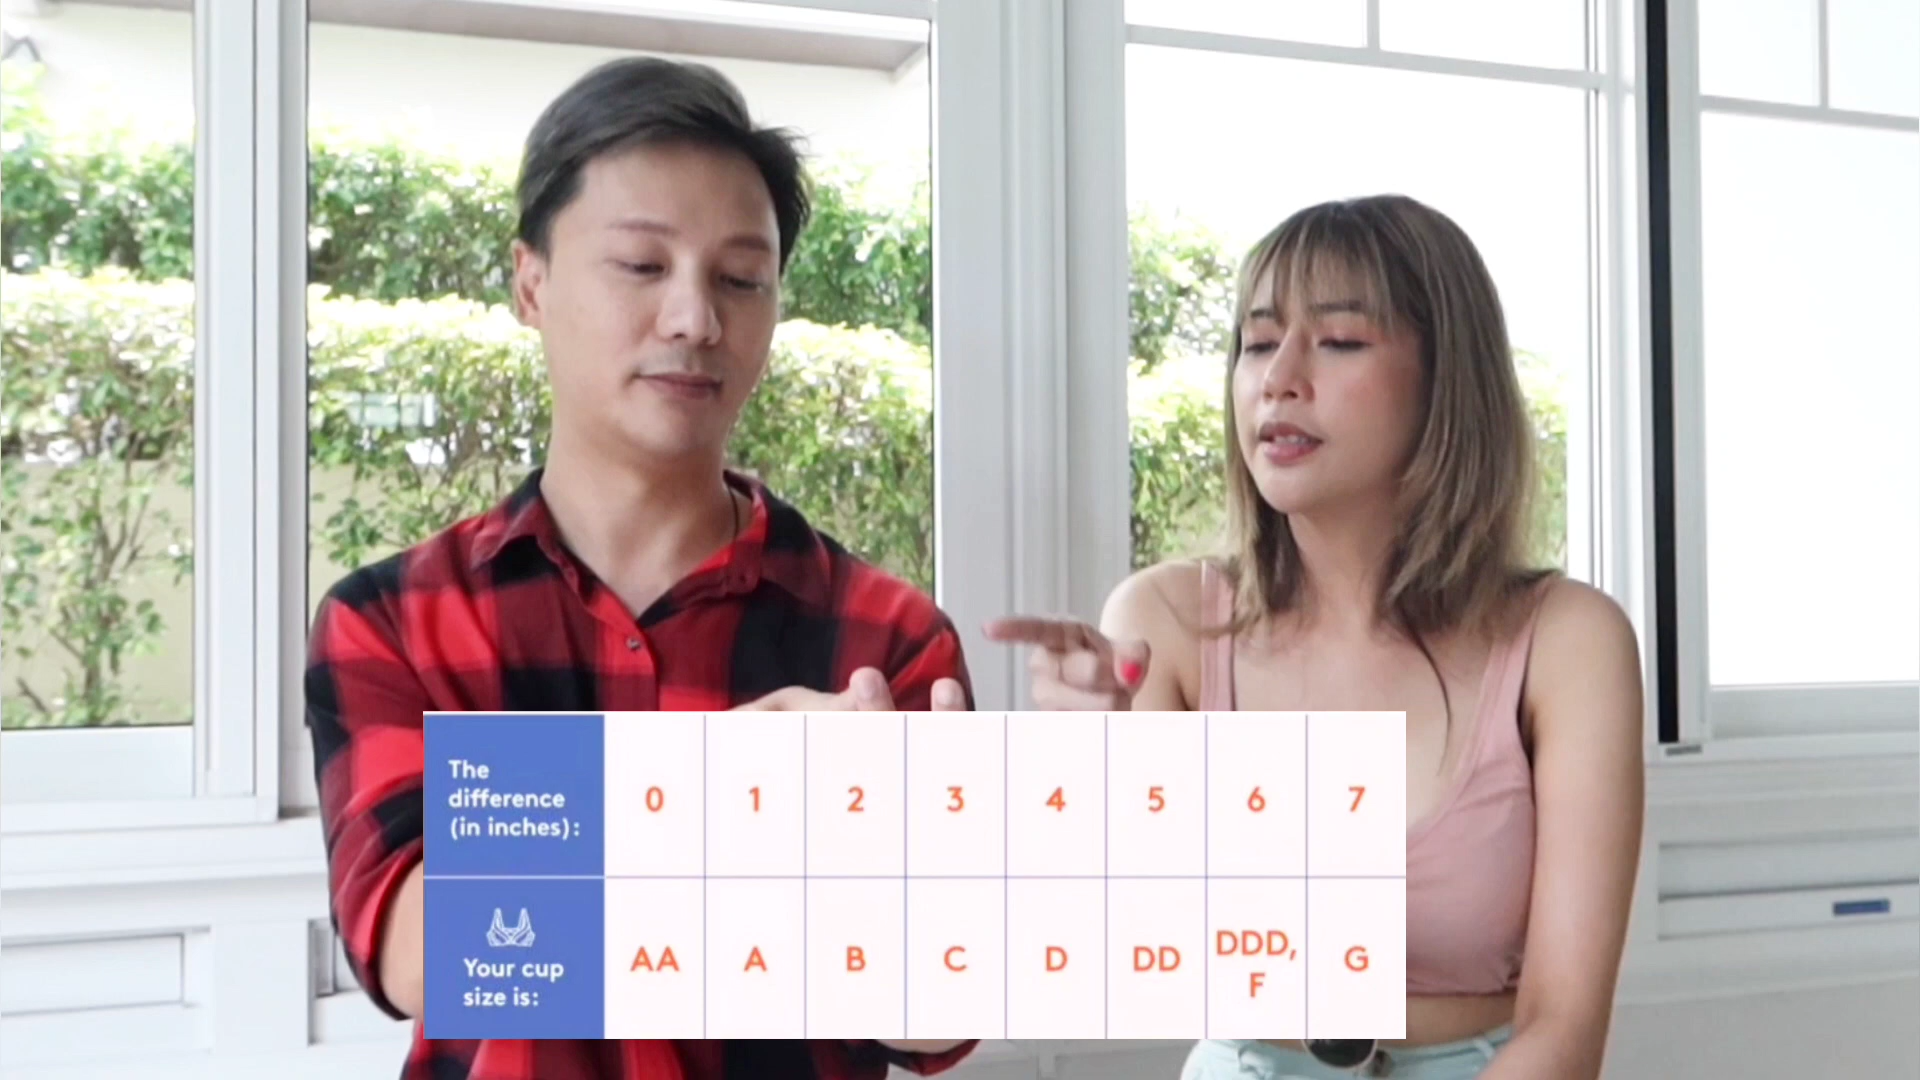 The
difference
(in inches):
0 1 2 3 4 5 6 7
Your cup
size is:
AA A B C D DD DDD,
F G